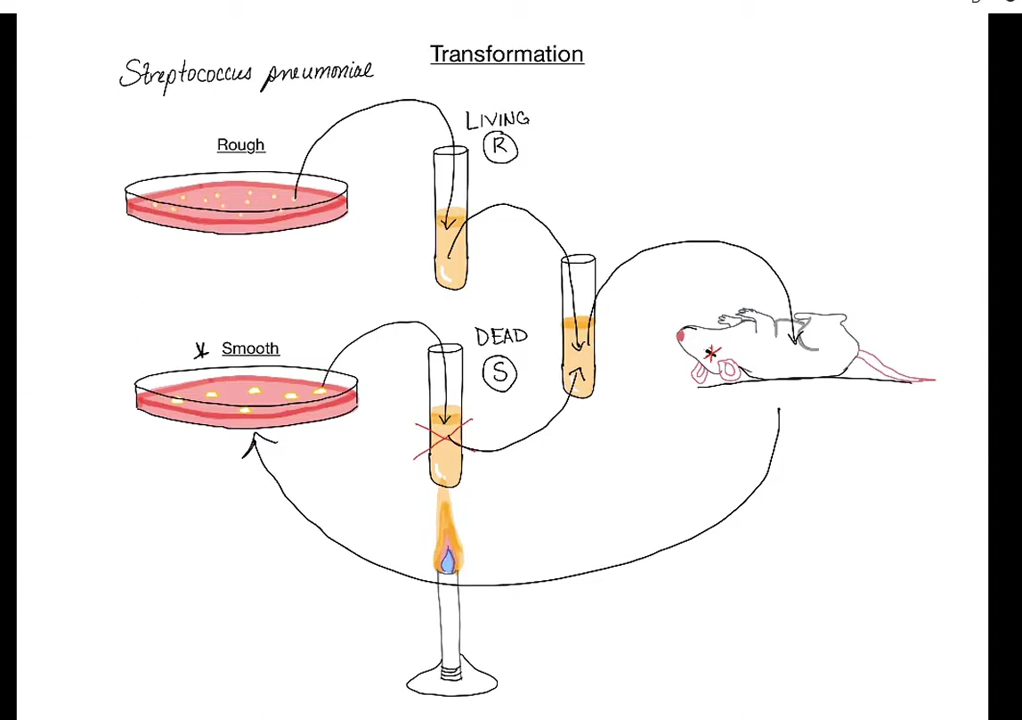 Transformation
Streptococcus pneumoniae
LIVING
R
Rough
DEAD
S
* Smooth